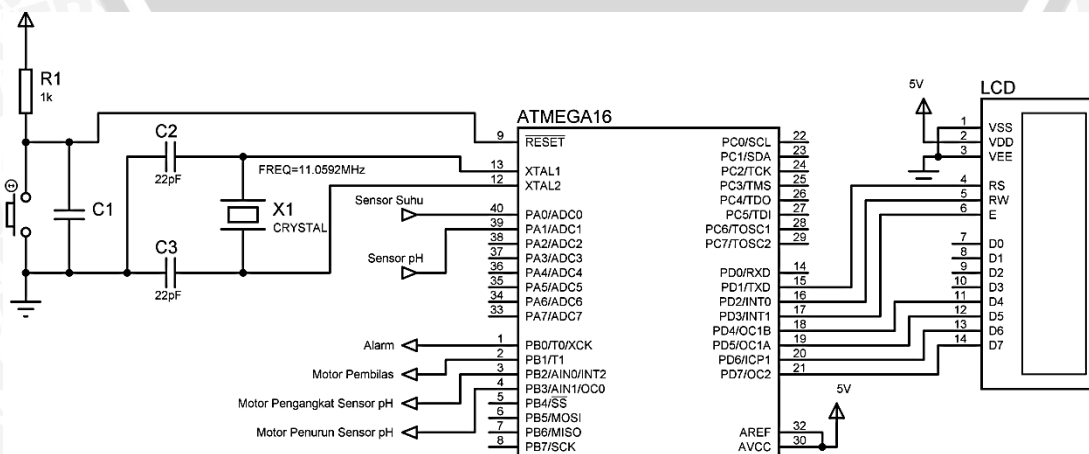 R1
1k
C1
C2
22pF
C3
22pF
FREQ=11.0592MHz
X1
CRYSTAL
Sensor Suhu
Sensor pH
Alarm
Motor Pembilas
Motor Pengangkat Sensor pH
Motor Penurun Sensor pH
ATMEGA16
9 RESET
13 XTAL1
12 XTAL2
40 PA0/ADC0
39 PA1/ADC1
38 PA2/ADC2
37 PA3/ADC3
36 PA4/ADC4
35 PA5/ADC5
34 PA6/ADC6
33 PA7/ADC7
1 PB0/T0/XCK
2 PB1/T1
3 PB2/AIN0/INT2
4 PB3/AIN1/OC0
5 PB4/SS
6 PB5/MOSI
7 PB6/MISO
8 PB7/SCK
PC0/SCL 22
PC1/SDA 23
PC2/TCK 24
PC3/TMS 25
PC4/TDO 26
PC5/TDI 27
PC6/TOSC1 28
PC7/TOSC2 29
PD0/RXD 14
PD1/TXD 15
PD2/INT0 16
PD3/INT1 17
PD4/OC1B 18
PD5/OC1A 19
PD6/ICP1 20
PD7/OC2 21
AREF 32
AVCC 30
5V
5V
LCD
1 VSS
2 VDD
3 VEE
4 RS
5 RW
6 E
7 D0
8 D1
9 D2
10 D3
11 D4
12 D5
13 D6
14 D7